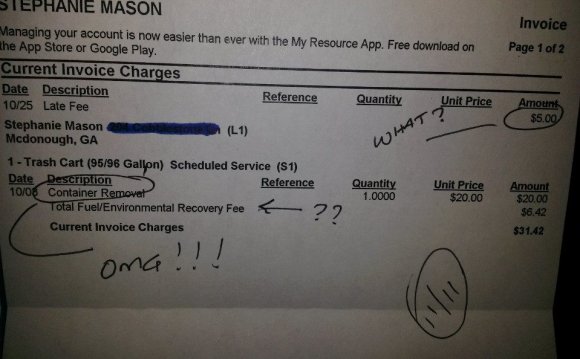 STEPHANIE MASON
Invoice
Managing your account is now easier than ever with the My Resource App. Free download on
the App Store or Google Play.
Page 1 of 2
Current Invoice Charges
Date Description Reference Quantity Unit Price Amount
10/25 Late Fee $5.00
WHAT?
Stephanie Mason (L1)
Mcdonough, GA
1 - Trash Cart (95/96 Gallon) Scheduled Service (S1)
Date Description Reference Quantity Unit Price Amount
10/08 Container Removal 1.0000 $20.00 $20.00
Total Fuel/Environmental Recovery Fee ?? $6.42
Current Invoice Charges $31.42
OMG!!!
11/11